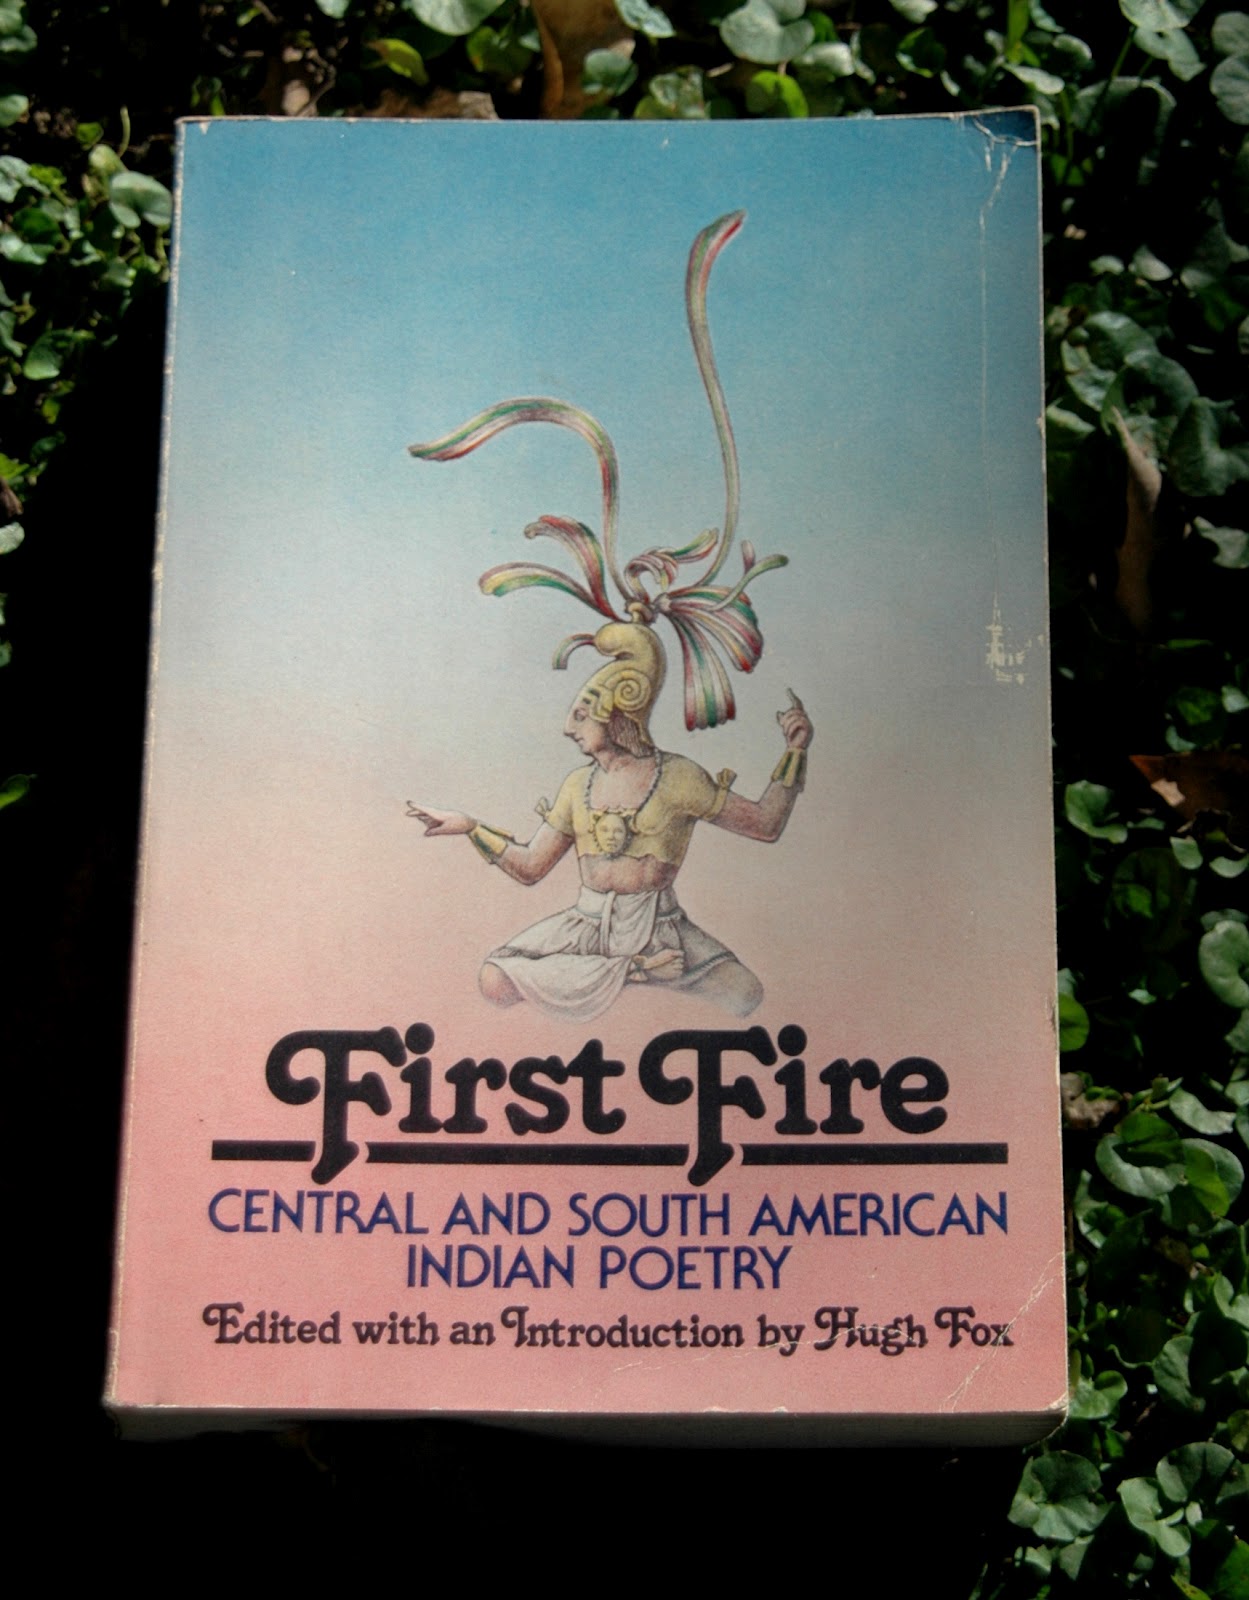 First Fire
CENTRAL AND SOUTH AMERICAN
INDIAN POETRY
Edited with an Introduction by Hugh Fox